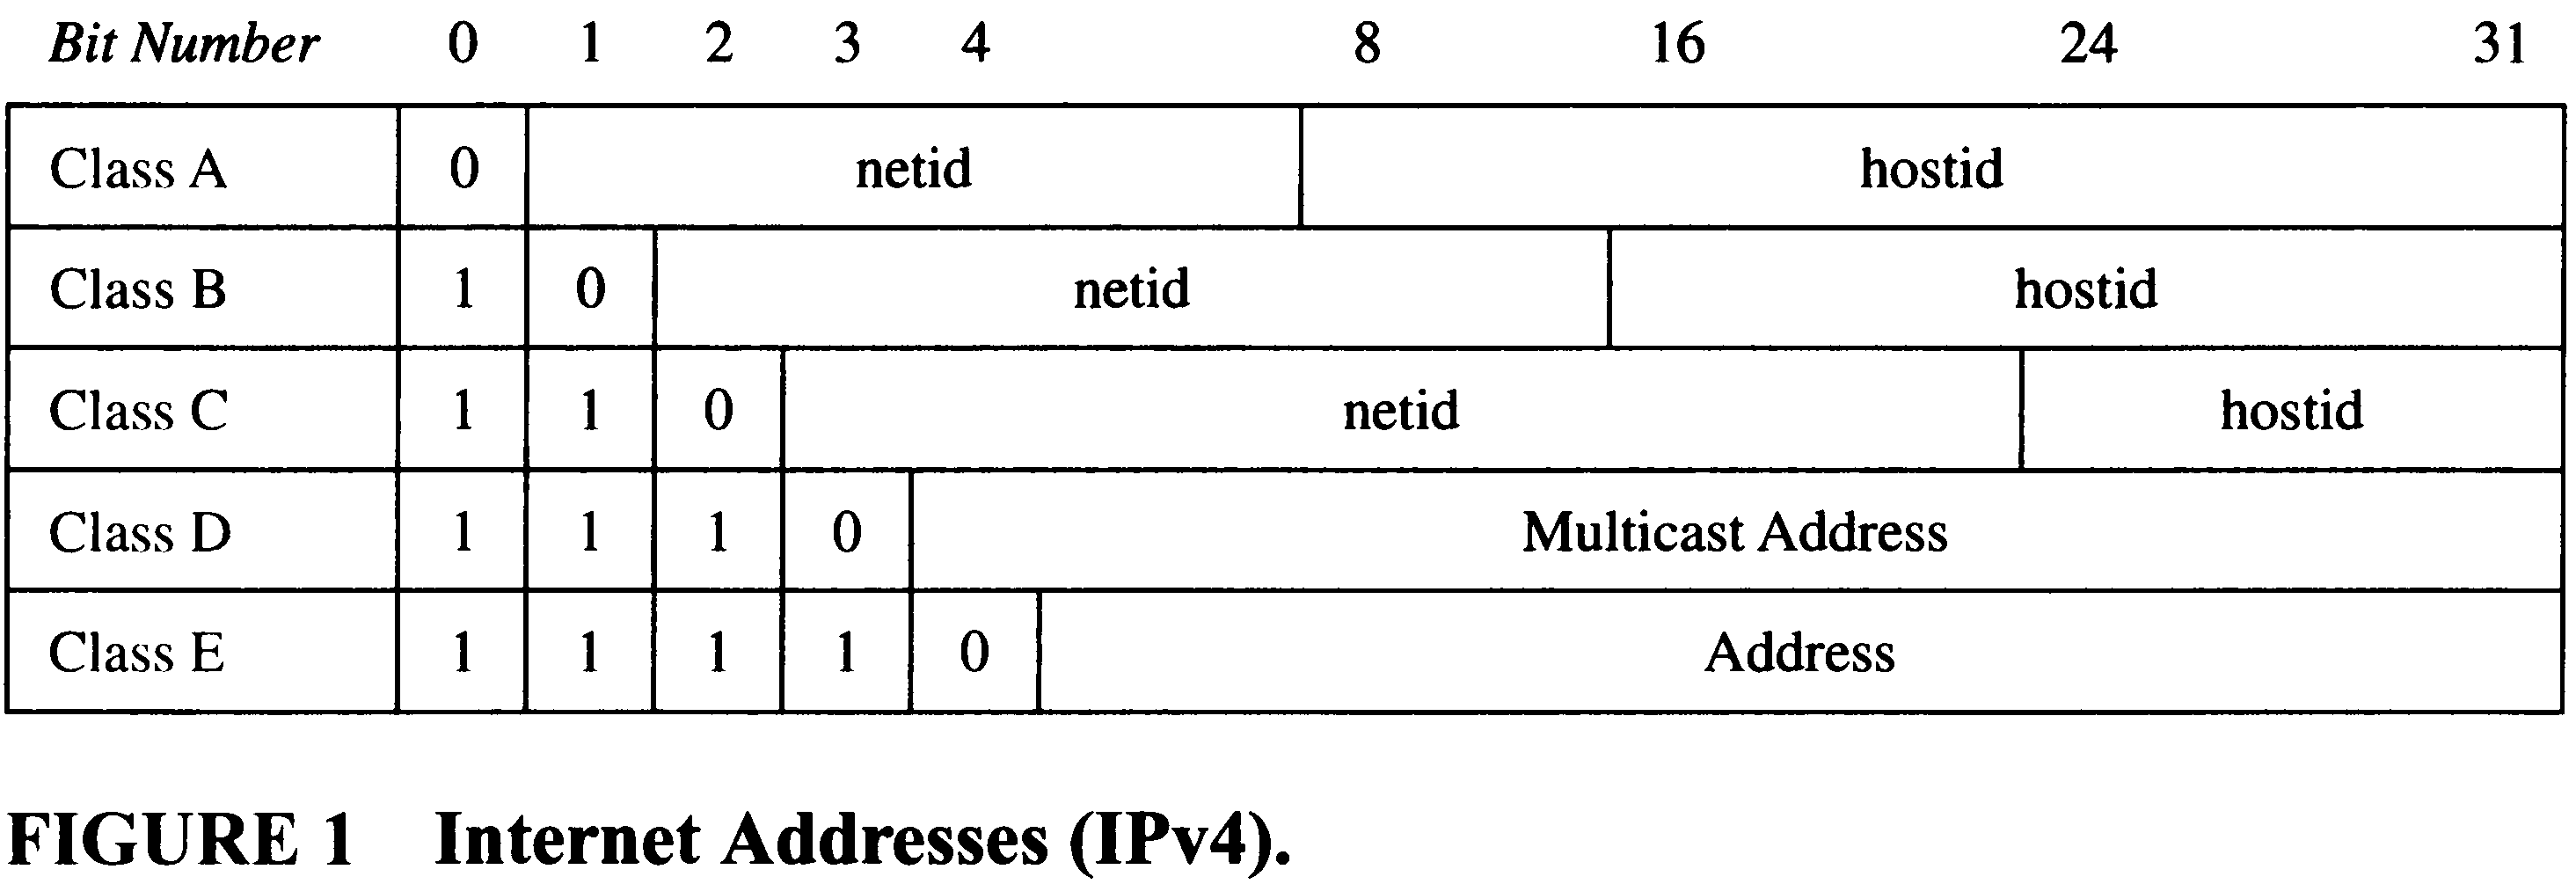 Bit Number 0 1 2 3 4 8 16 24 31
Class A 0 netid hostid
Class B 1 0 netid hostid
Class C 1 1 0 netid hostid
Class D 1 1 1 0 Multicast Address
Class E 1 1 1 1 0 Address
FIGURE 1 Internet Addresses (IPv4).